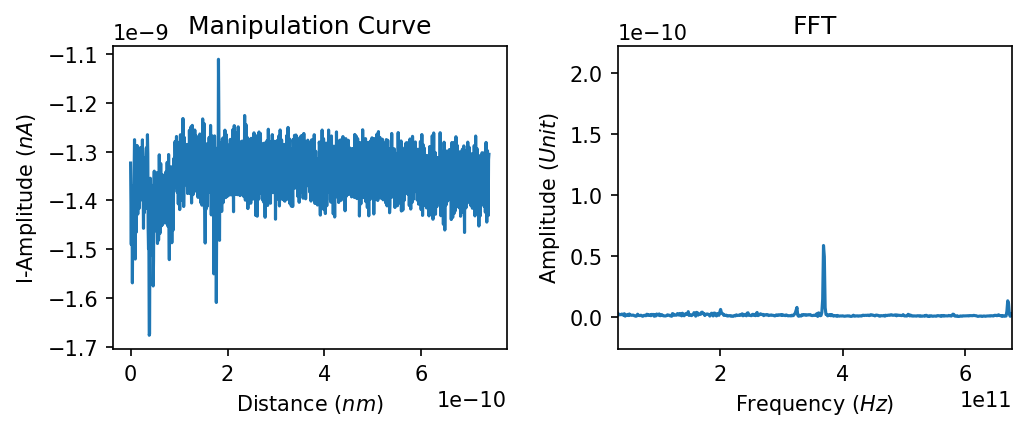 Manipulation Curve
1e−9
−1.1
−1.2
−1.3
−1.4
−1.5
−1.6
−1.7
I-Amplitude (nA)
0 2 4 6
Distance (nm)
1e−10
FFT
1e−10
2.0
1.5
1.0
0.5
0.0
Amplitude (Unit)
2 4 6
Frequency (Hz)
1e11